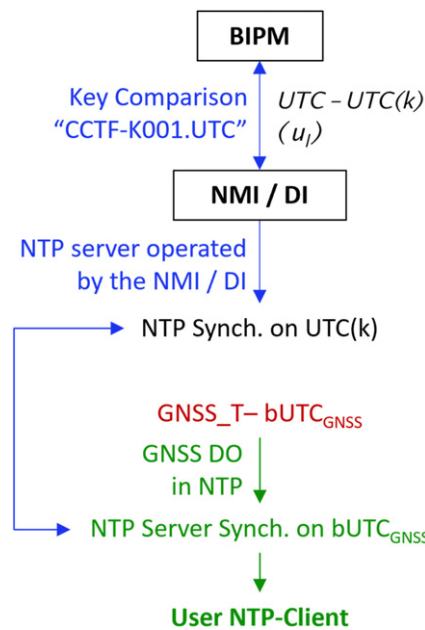 BIPM
Key Comparison
“CCTF-K001.UTC”
UTC – UTC(k)
(u_l)
NMI / DI
NTP server operated
by the NMI / DI
NTP Synch. on UTC(k)
GNSS_T– bUTC_GNSS
GNSS DO
in NTP
NTP Server Synch. on bUTC_GNSS
User NTP-Client